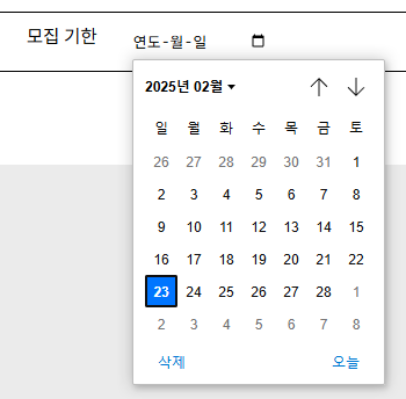 모집 기한 연도-월-일
2025년 02월
일 월 화 수 목 금 토
26 27 28 29 30 31 1
2 3 4 5 6 7 8
9 10 11 12 13 14 15
16 17 18 19 20 21 22
23 24 25 26 27 28 1
2 3 4 5 6 7 8
삭제 오늘